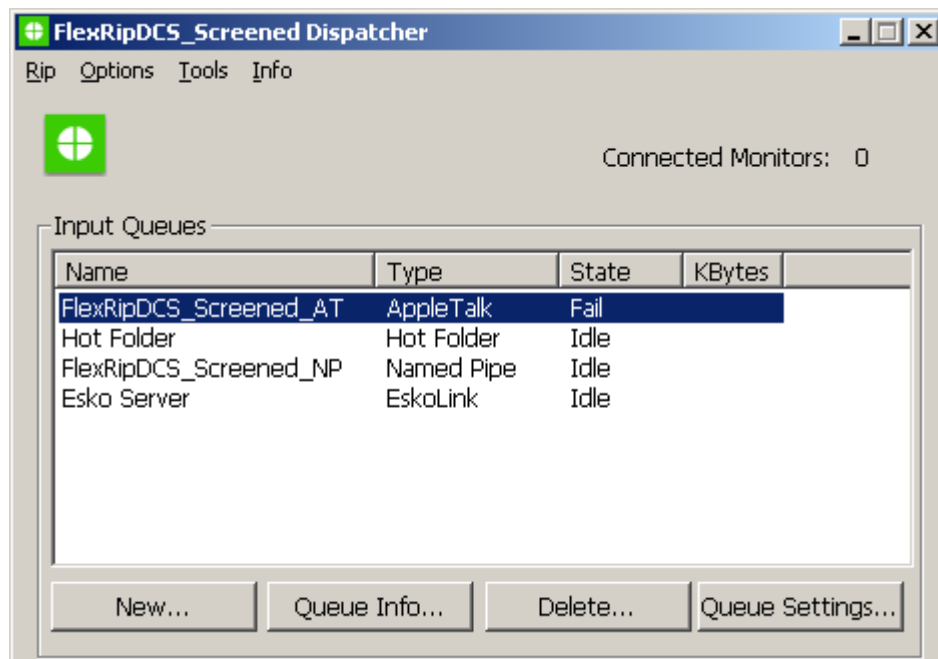 FlexRipDCS_Screened Dispatcher
Rip Options Tools Info
Connected Monitors: 0
Input Queues
Name Type State KBytes
FlexRipDCS_Screened_AT AppleTalk Fail
Hot Folder Hot Folder Idle
FlexRipDCS_Screened_NP Named Pipe Idle
Esko Server EskoLink Idle
New... Queue Info... Delete... Queue Settings...